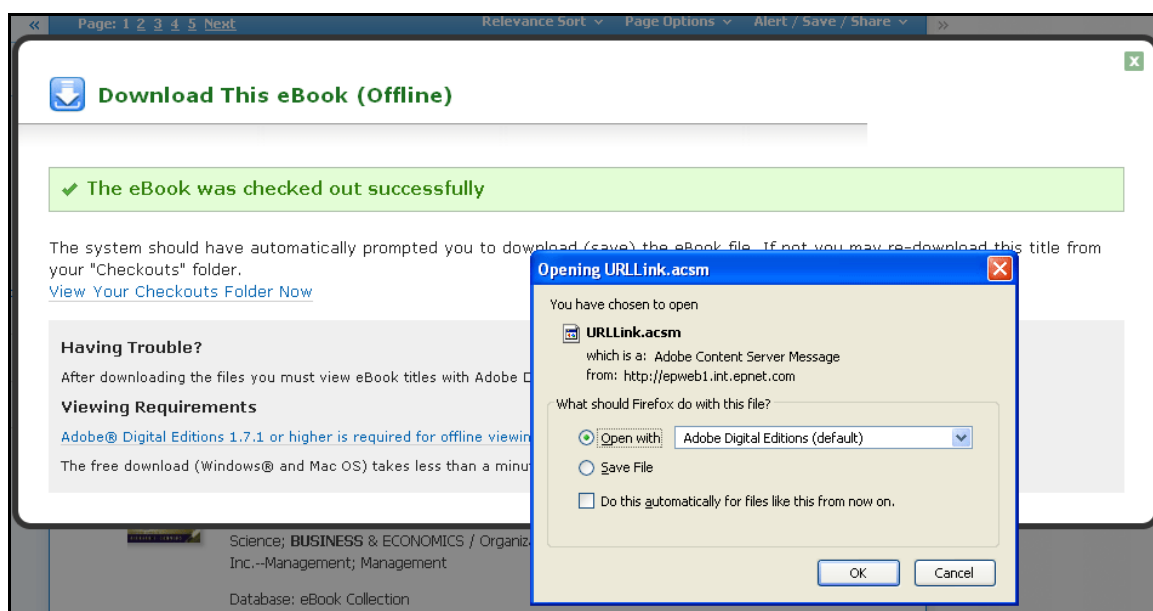 « Page: 1 2 3 4 5 Next Relevance Sort Page Options Alert / Save / Share »
x
Download This eBook (Offline)
The eBook was checked out successfully
The system should have automatically prompted you to download (save) the eBook file. If not you may re-download this title from
your "Checkouts" folder.
View Your Checkouts Folder Now
Having Trouble?
After downloading the files you must view eBook titles with Adobe D
Viewing Requirements
Adobe® Digital Editions 1.7.1 or higher is required for offline viewin
The free download (Windows® and Mac OS) takes less than a minu
Opening URLLink.acsm
You have chosen to open
URLLink.acsm
which is a: Adobe Content Server Message
from: http://epweb1.int.epnet.com
What should Firefox do with this file?
Open with Adobe Digital Editions (default)
Save File
Do this automatically for files like this from now on.
OK Cancel
Science; BUSINESS & ECONOMICS / Organiz
Inc.--Management; Management
Database: eBook Collection